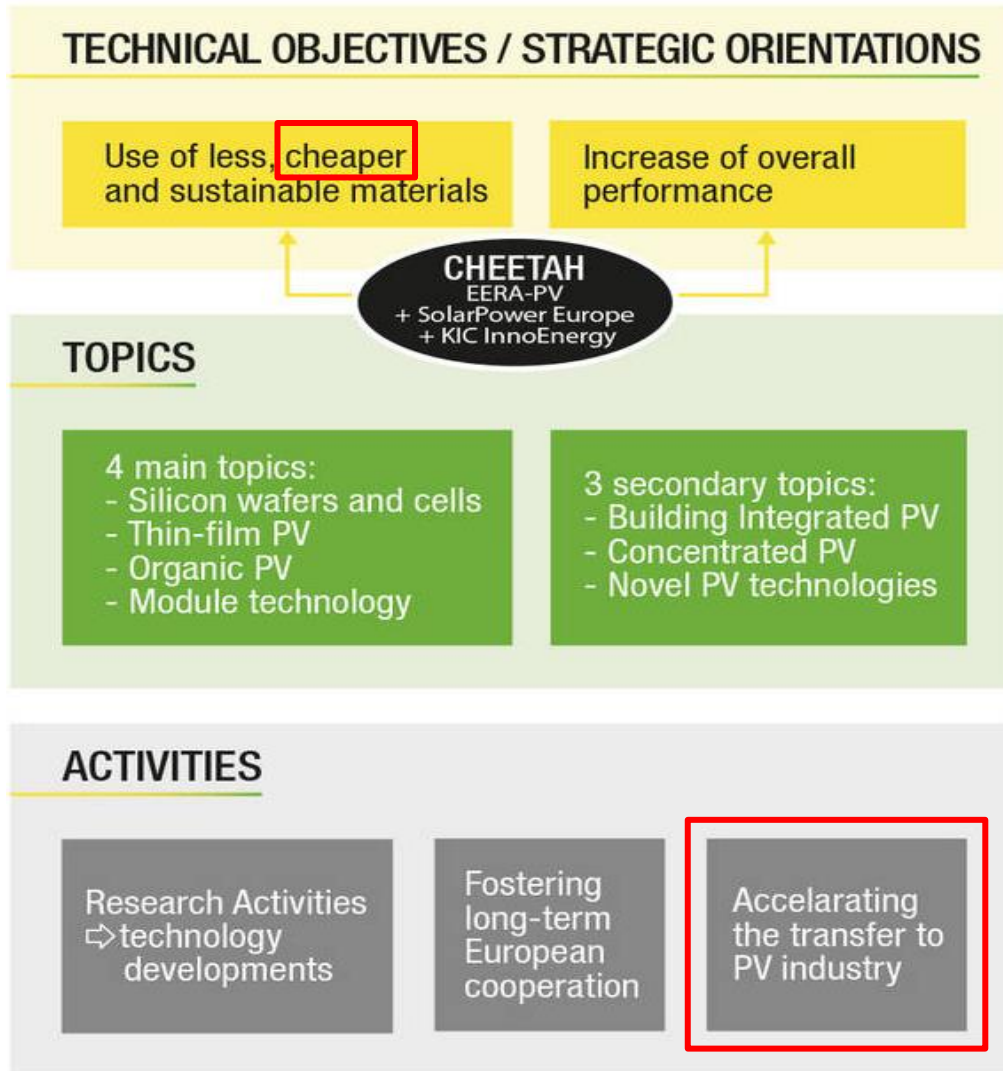 TECHNICAL OBJECTIVES / STRATEGIC ORIENTATIONS
Use of less, cheaper
and sustainable materials
Increase of overall
performance
CHEETAH
EERA-PV
+ SolarPower Europe
+ KIC InnoEnergy
TOPICS
4 main topics:
- Silicon wafers and cells
- Thin-film PV
- Organic PV
- Module technology
3 secondary topics:
- Building Integrated PV
- Concentrated PV
- Novel PV technologies
ACTIVITIES
Research Activities
⇨technology
developments
Fostering
long-term
European
cooperation
Accelarating
the transfer to
PV industry